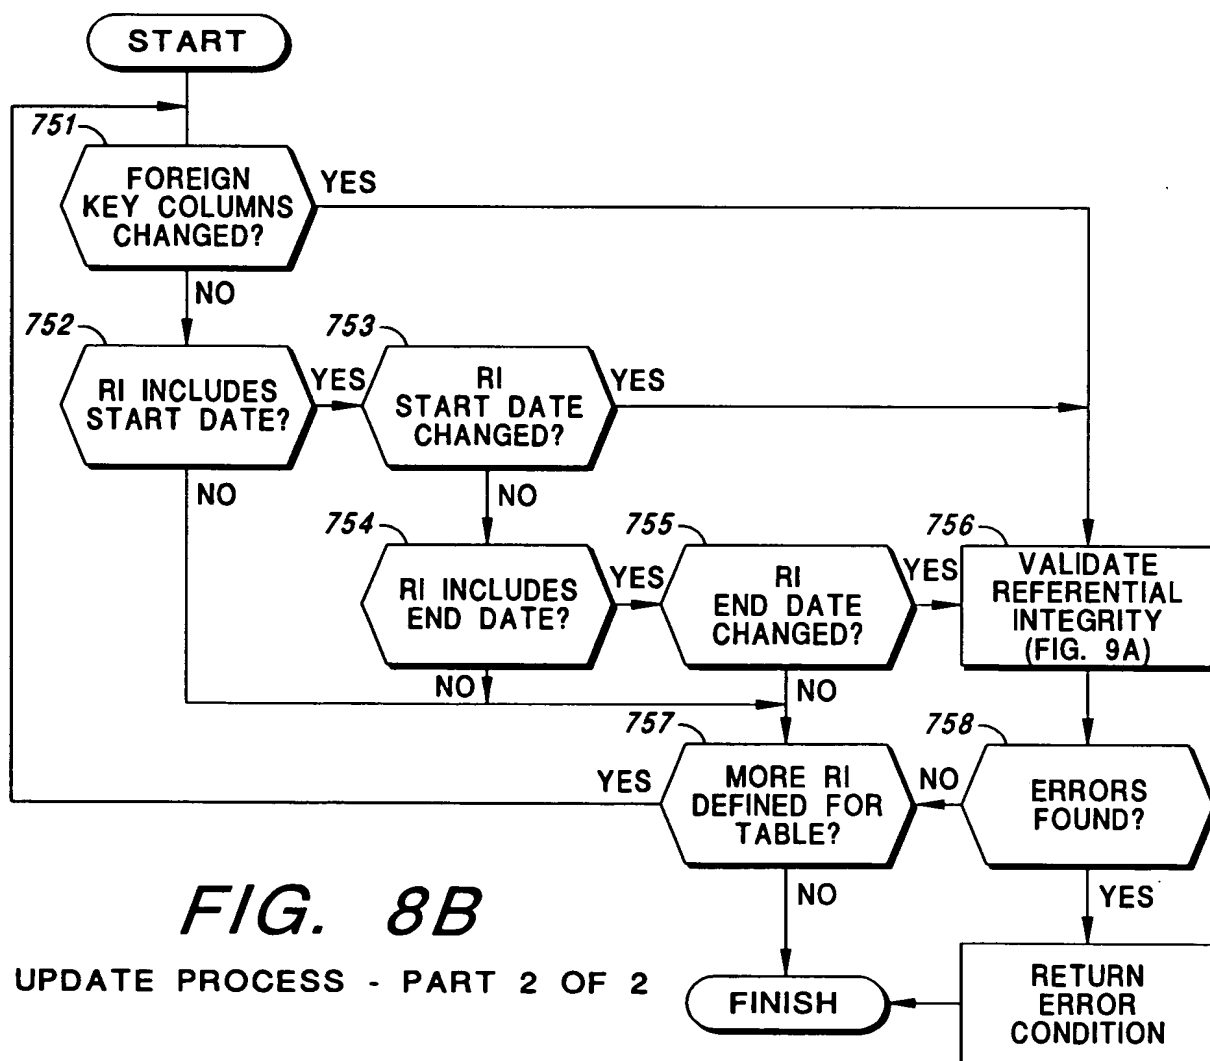 START
751
FOREIGN
KEY COLUMNS
CHANGED?
YES
NO
752
RI INCLUDES
START DATE?
YES
NO
753
RI
START DATE
CHANGED?
YES
NO
754
RI INCLUDES
END DATE?
YES
NO
755
RI
END DATE
CHANGED?
YES
NO
756
VALIDATE
REFERENTIAL
INTEGRITY
(FIG. 9A)
757
MORE RI
DEFINED FOR
TABLE?
YES
NO
758
ERRORS
FOUND?
NO
YES
RETURN
ERROR
CONDITION
FINISH
FIG. 8B
UPDATE PROCESS - PART 2 OF 2